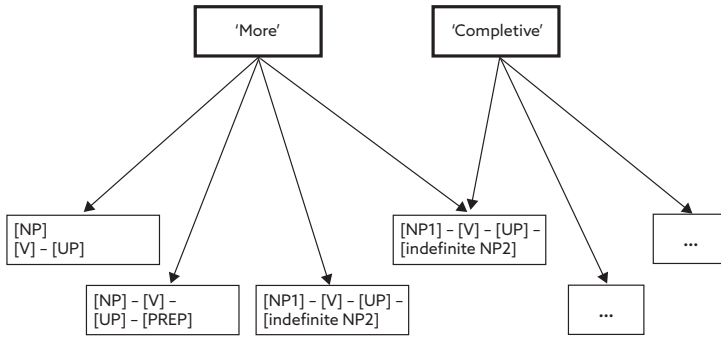 ‘More’
‘Completive’
[NP]
[V] – [UP]
[NP1] – [V] – [UP] –
[indefinite NP2]
...
[NP] – [V] –
[UP] – [PREP]
[NP1] – [V] – [UP] –
[indefinite NP2]
...